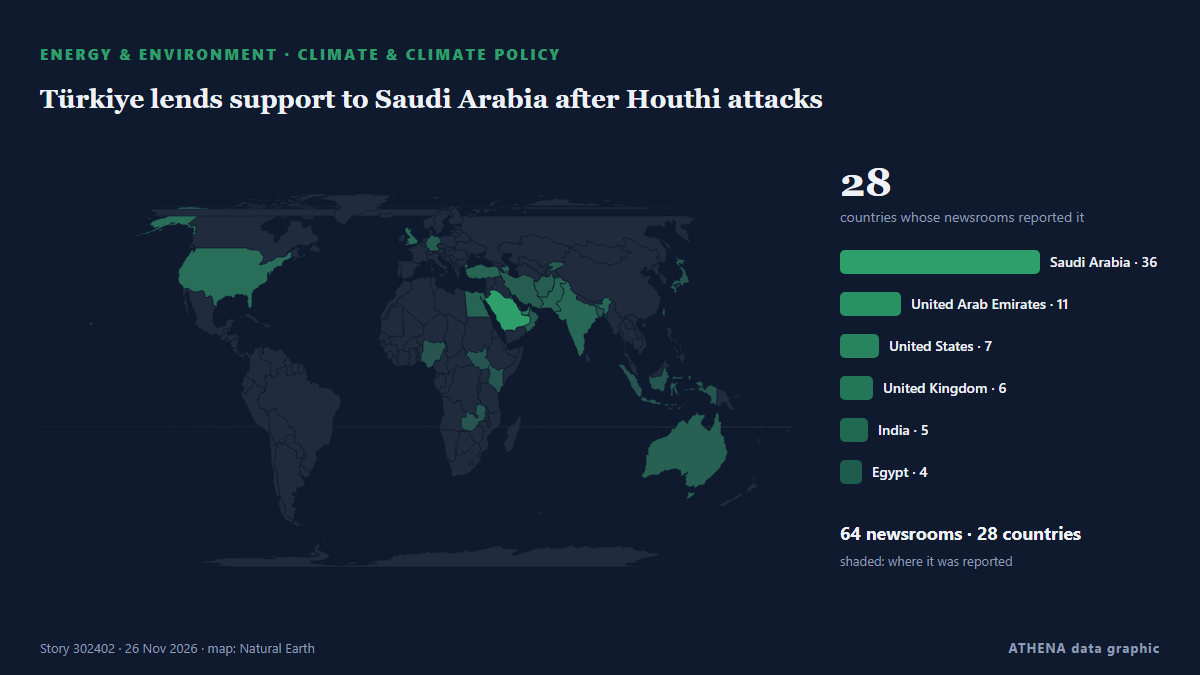 ENERGY & ENVIRONMENT · CLIMATE & CLIMATE POLICY
Türkiye lends support to Saudi Arabia after Houthi attacks
28
countries whose newsrooms reported it
Saudi Arabia · 36
United Arab Emirates · 11
United States · 7
United Kingdom · 6
India · 5
Egypt · 4
64 newsrooms · 28 countries
shaded: where it was reported
Story 302402 · 26 Nov 2026 · map: Natural Earth
ATHENA data graphic